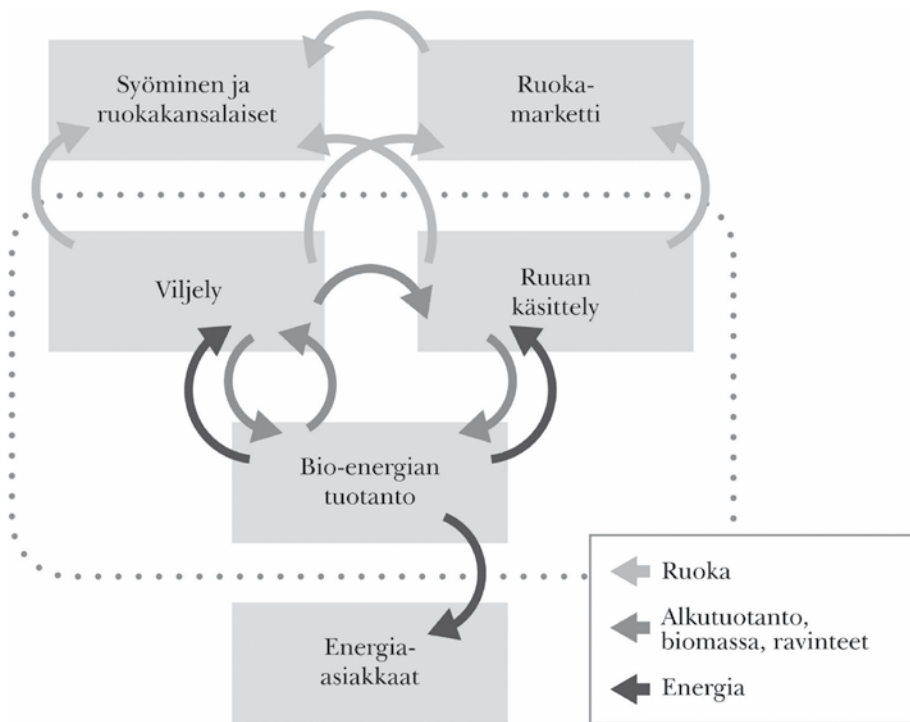 Syöminen ja
ruokakansalaiset
Ruoka-
marketti
Viljely
Ruuan
käsittely
Bio-energian
tuotanto
Energia-
asiakkaat
Ruoka
Alkutuotanto,
biomassa, ravinteet
Energia